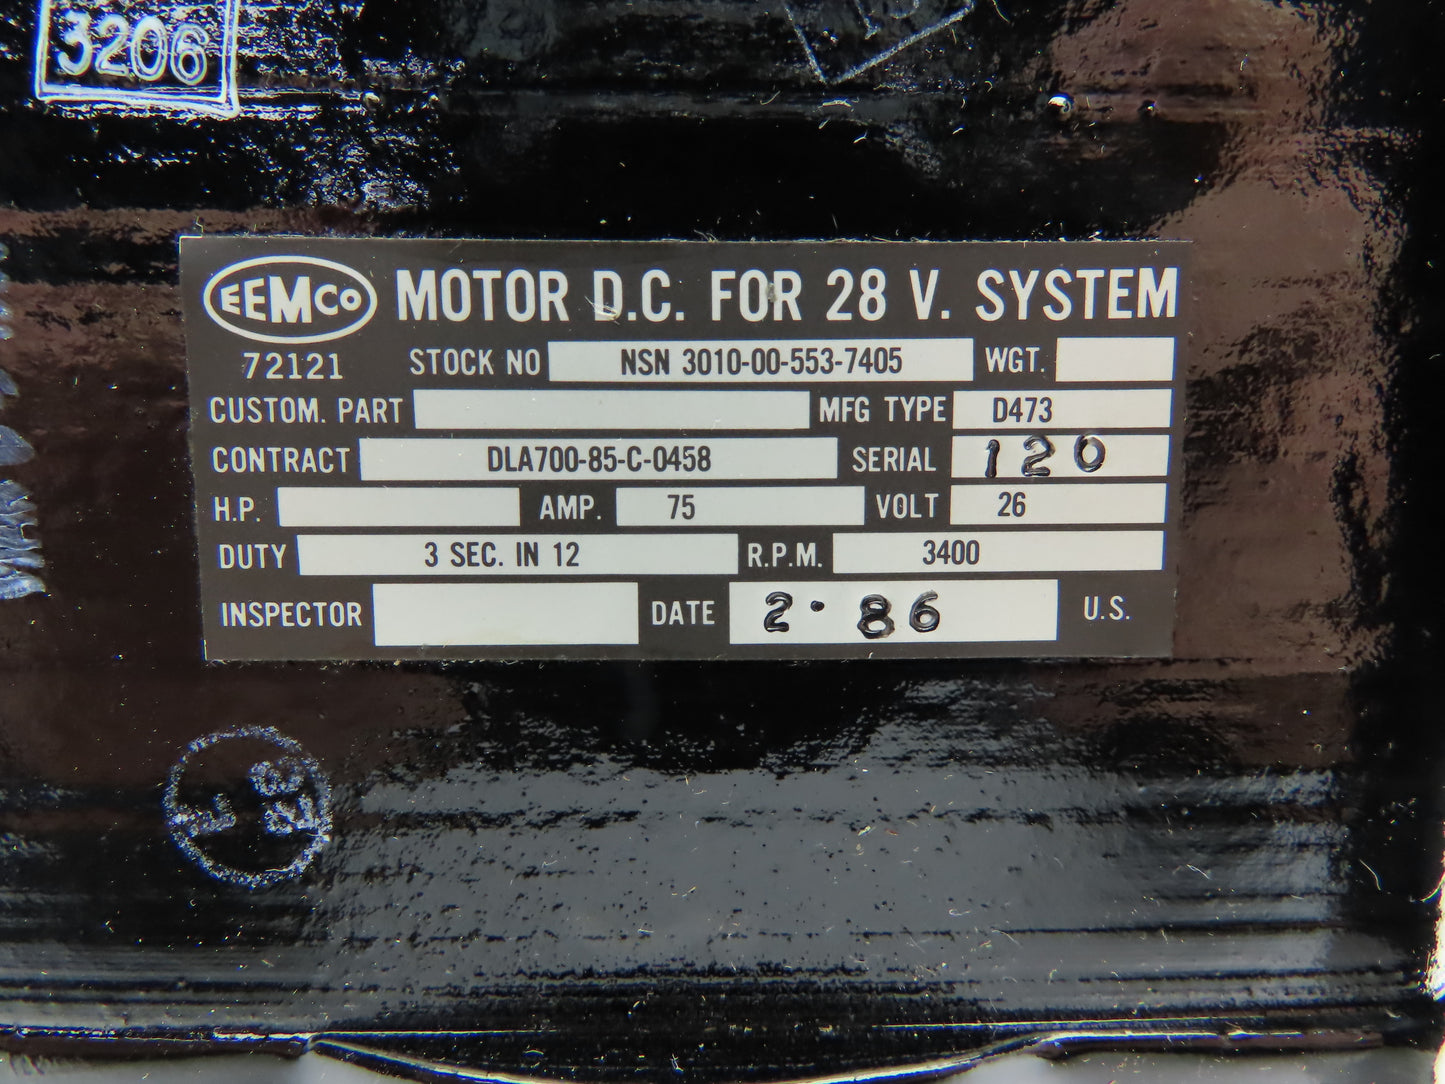 3206
EEMCO MOTOR D.C. FOR 28 V. SYSTEM
72121 STOCK NO NSN 3010-00-553-7405 WGT.
CUSTOM. PART MFG TYPE D473
CONTRACT DLA700-85-C-0458 SERIAL 120
H.P. AMP. 75 VOLT 26
DUTY 3 SEC. IN 12 R.P.M. 3400
INSPECTOR DATE 2·86 U.S.